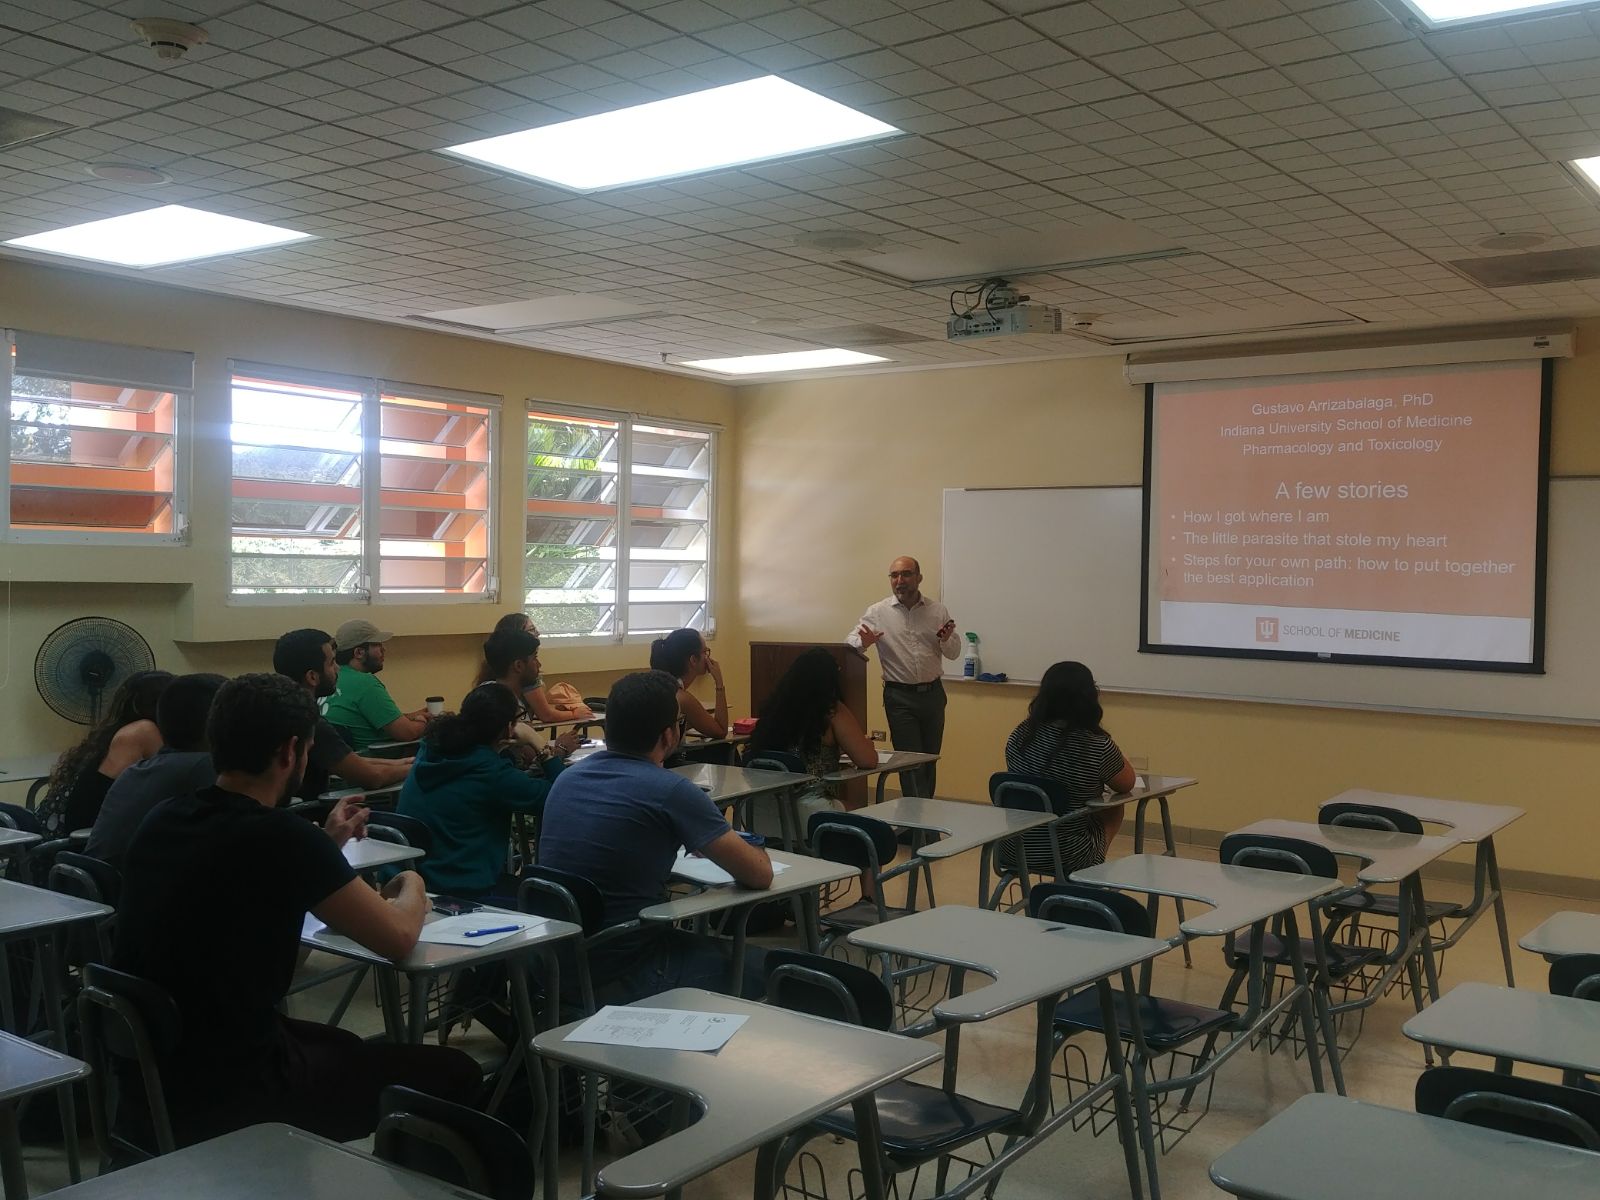 Gustavo Arrizabalaga, PhD
Indiana University School of Medicine
Pharmacology and Toxicology
A few stories
• How I got where I am
• The little parasite that stole my heart
• Steps for your own path: how to put together
the best application
SCHOOL OF MEDICINE